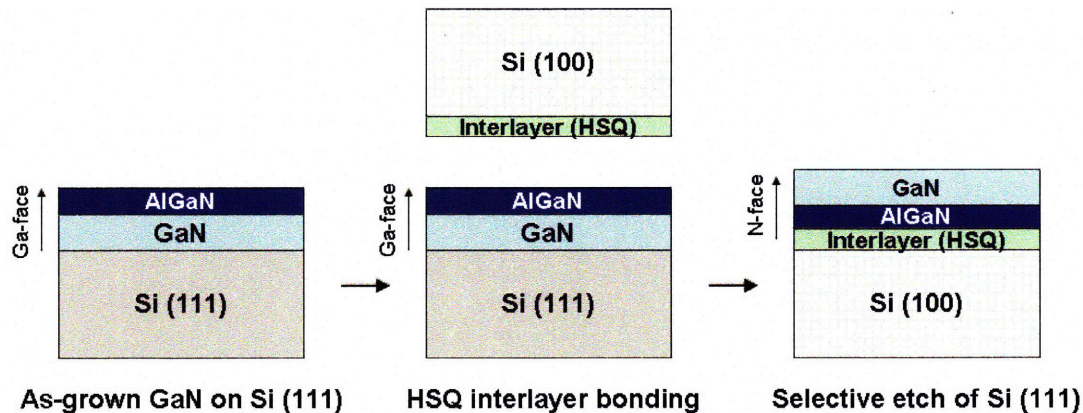 Si (100)
Interlayer (HSQ)
Ga-face
AlGaN
GaN
Si (111)
Ga-face
AlGaN
GaN
Si (111)
N-face
GaN
AlGaN
Interlayer (HSQ)
Si (100)
As-grown GaN on Si (111)
HSQ interlayer bonding
Selective etch of Si (111)